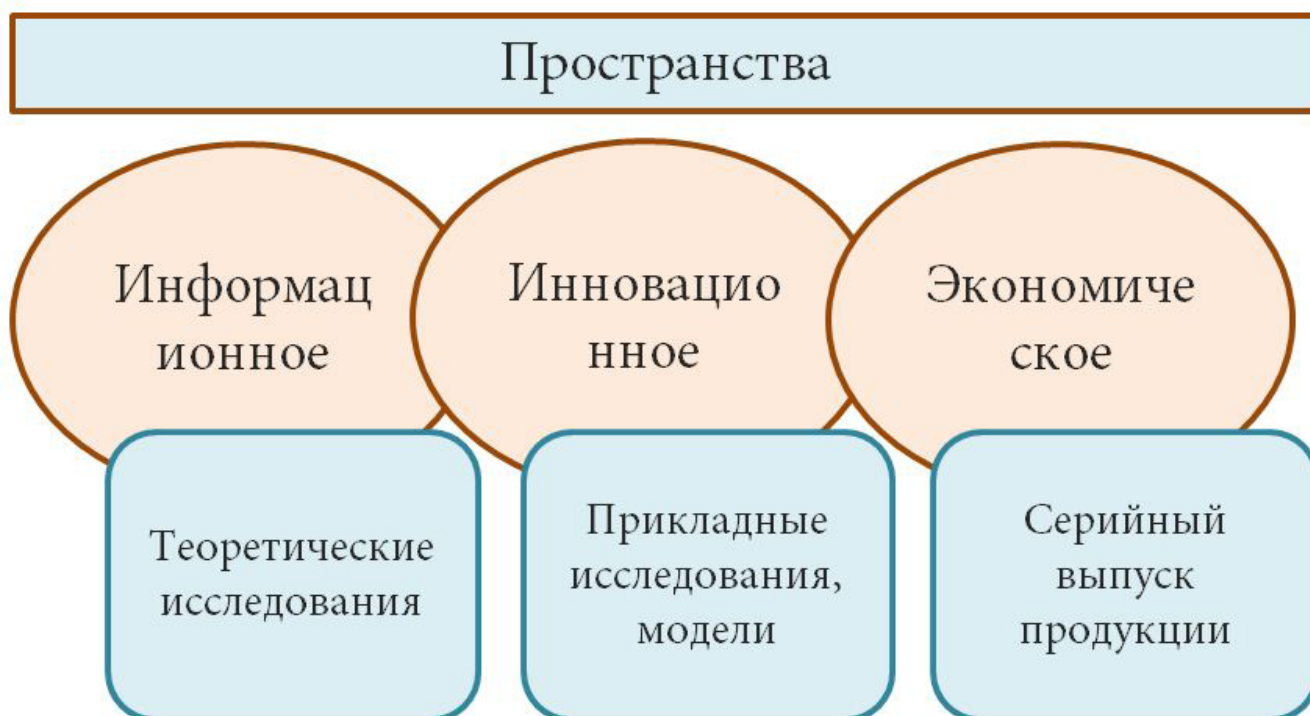 Пространства
Информац
ионное
Инновацио
нное
Экономиче
ское
Теоретические
исследования
Прикладные
исследования,
модели
Серийный
выпуск
продукции